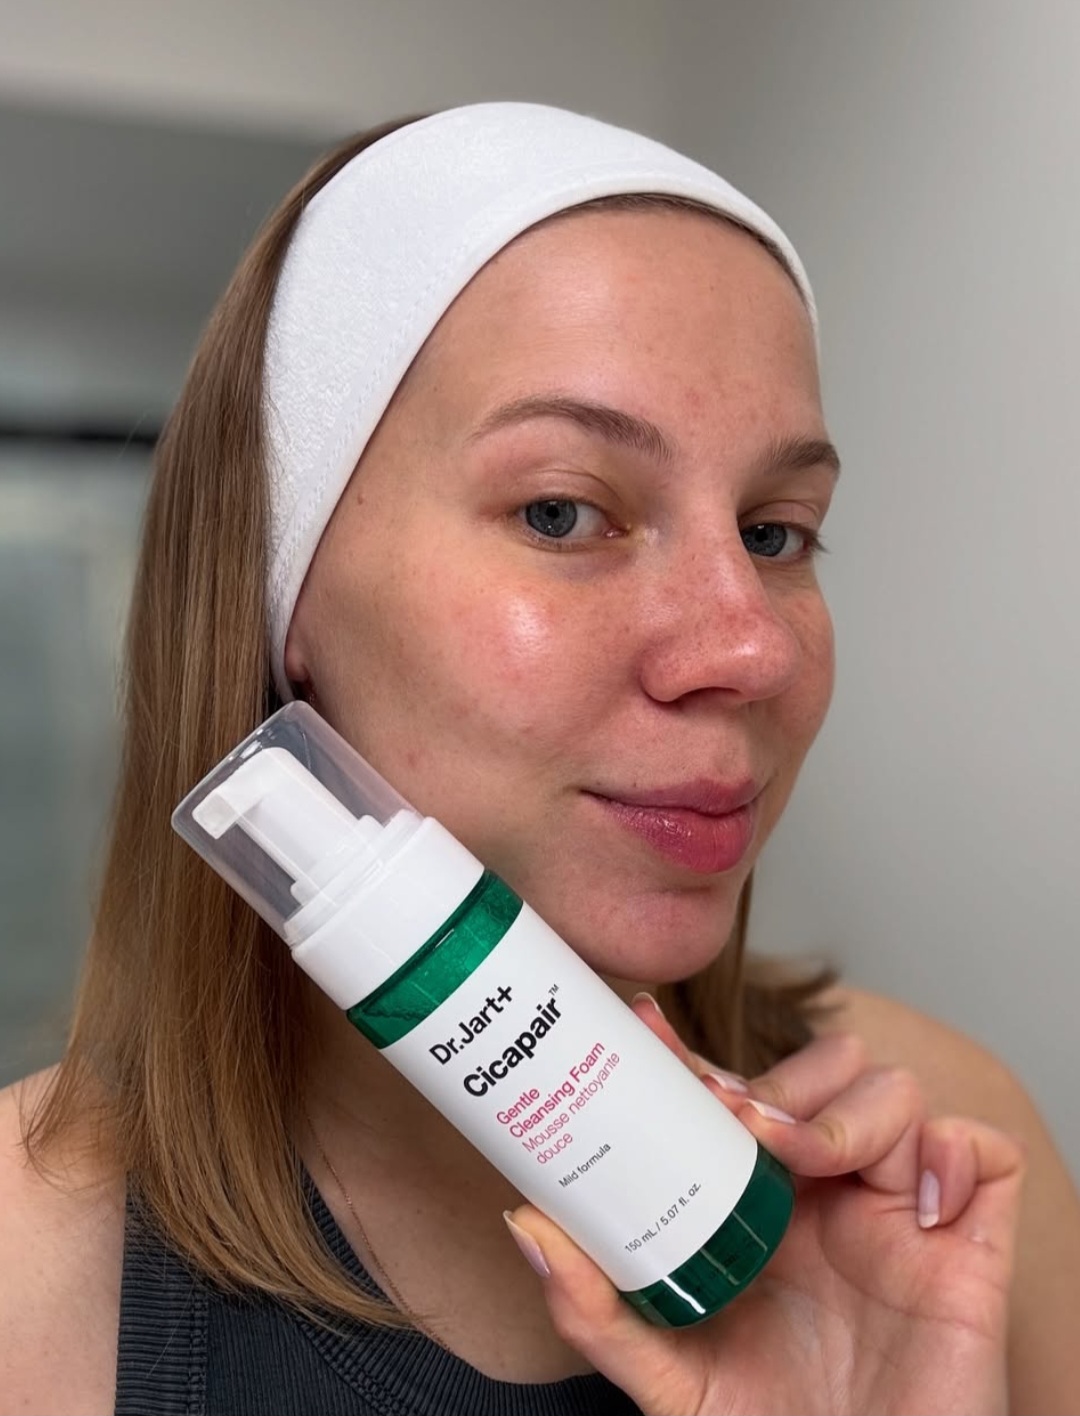 Dr.Jart+
Cicapair™
Gentle
Cleansing Foam
Mousse nettoyante
douce
Mild formula
150 mL / 5.07 fl. oz.